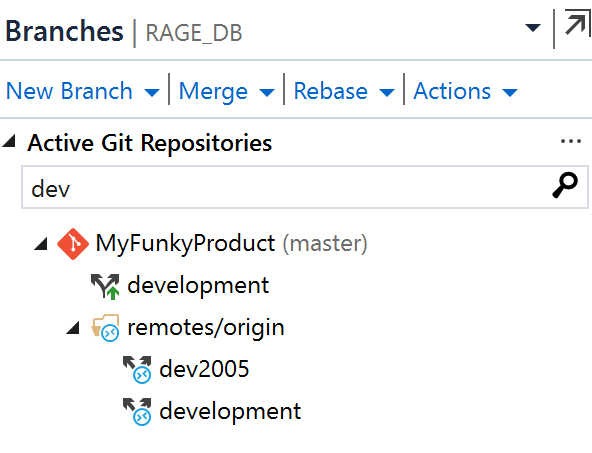 Branches | RAGE_DB
New Branch | Merge | Rebase | Actions
Active Git Repositories ...
dev
MyFunkyProduct (master)
development
remotes/origin
dev2005
development